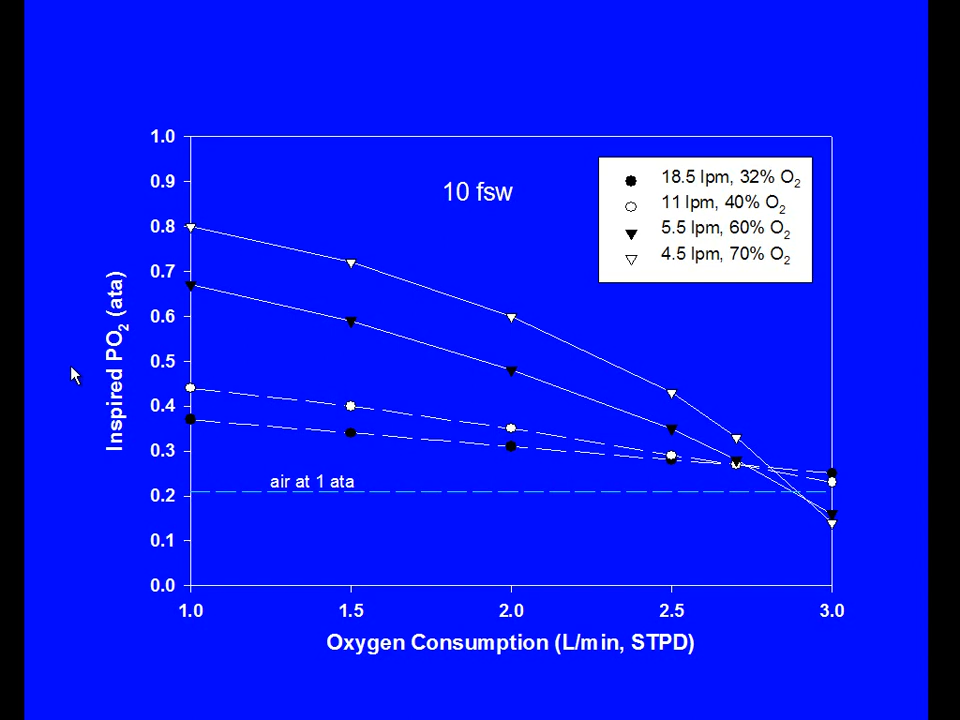 10 fsw
18.5 lpm, 32% O₂
11 lpm, 40% O₂
5.5 lpm, 60% O₂
4.5 lpm, 70% O₂
1.0
0.9
0.8
0.7
0.6
0.5
0.4
0.3
0.2
0.1
0.0
Inspired PO₂ (ata)
air at 1 ata
1.0 1.5 2.0 2.5 3.0
Oxygen Consumption (L/min, STPD)